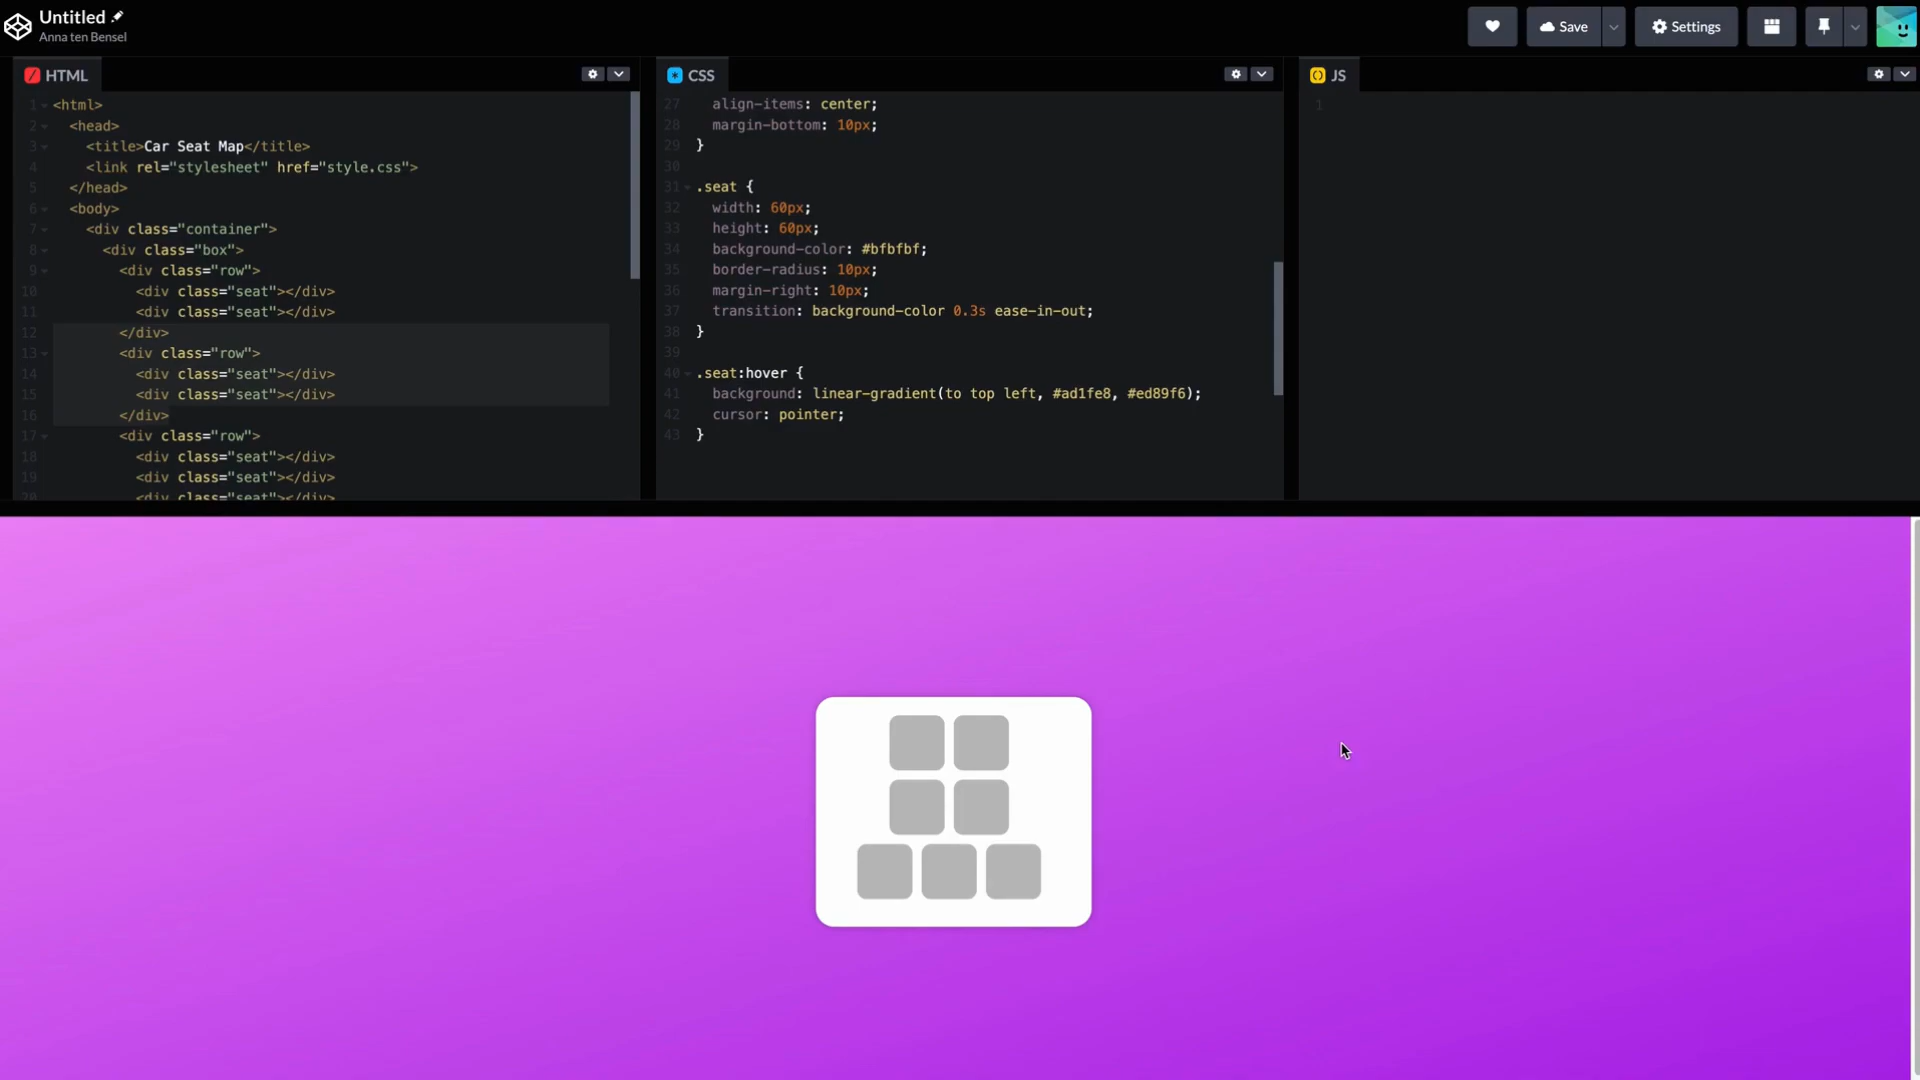 Untitled
Anna ten Bensel
Save
Settings
HTML
1 <html>
2 <head>
3 <title>Car Seat Map</title>
4 <link rel="stylesheet" href="style.css">
5 </head>
6 <body>
7 <div class="container">
8 <div class="box">
9 <div class="row">
10 <div class="seat"></div>
11 <div class="seat"></div>
12 </div>
13 <div class="row">
14 <div class="seat"></div>
15 <div class="seat"></div>
16 </div>
17 <div class="row">
18 <div class="seat"></div>
19 <div class="seat"></div>
20 <div class="seat"></div>
CSS
27 align-items: center;
28 margin-bottom: 10px;
29 }
30
31 .seat {
32 width: 60px;
33 height: 60px;
34 background-color: #bfbfbf;
35 border-radius: 10px;
36 margin-right: 10px;
37 transition: background-color 0.3s ease-in-out;
38 }
39
40 .seat:hover {
41 background: linear-gradient(to top left, #ad1fe8, #ed89f6);
42 cursor: pointer;
43 }
JS
1